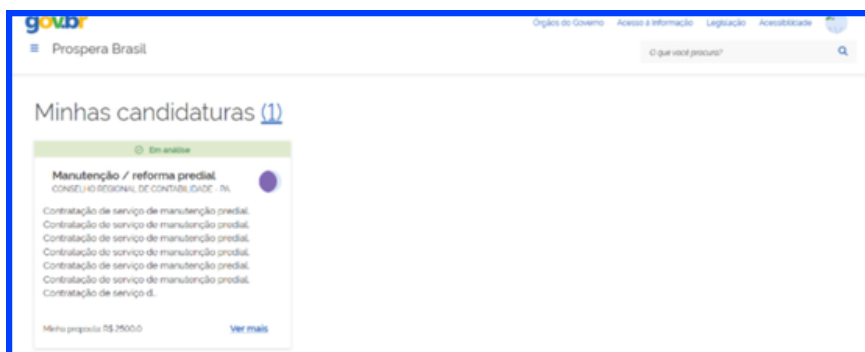 gov.br
Órgãos do Governo Acesso à Informação Legislação Acessibilidade
Prospera Brasil
O que você procura?
Minhas candidaturas (1)
Em análise
Manutenção / reforma predial
CONSELHO REGIONAL DE CONTABILIDADE - PA
Contratação de serviço de manutenção predial.
Contratação de serviço de manutenção predial.
Contratação de serviço de manutenção predial.
Contratação de serviço de manutenção predial.
Contratação de serviço de manutenção predial.
Contratação de serviço de manutenção predial.
Contratação de serviço d...
Minha proposta: R$ 2500.0 Ver mais